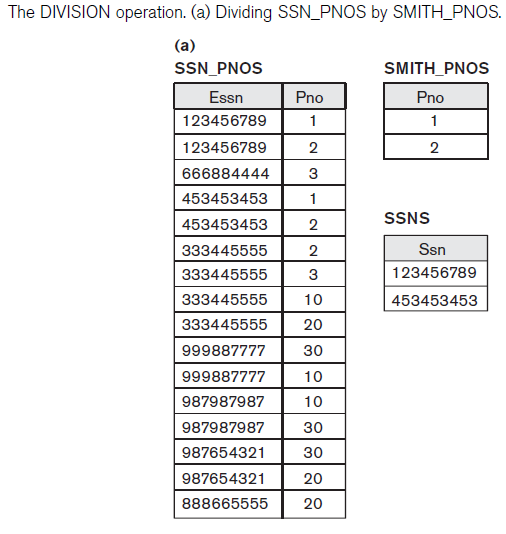 The DIVISION operation. (a) Dividing SSN_PNOS by SMITH_PNOS.
(a)
SSN_PNOS
Essn Pno
123456789 1
123456789 2
666884444 3
453453453 1
453453453 2
333445555 2
333445555 3
333445555 10
333445555 20
999887777 30
999887777 10
987987987 10
987987987 30
987654321 30
987654321 20
888665555 20
SMITH_PNOS
Pno
1
2
SSNS
Ssn
123456789
453453453